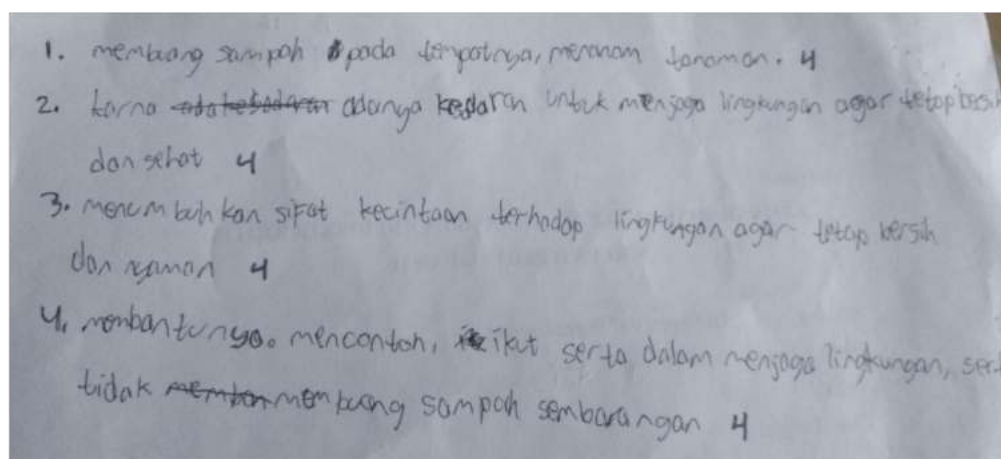 1. membuang sampah pada tempatnya, menanam tanaman. 4
2. karna adanya kesdaran untuk menjaga lingkungan agar tetap bersih
dan sehat 4
3. menumbuhkan sifat kecintaan terhadap lingkungan agar tetap bersih
dan nyaman 4
4. membantunya. mencontoh, ikut serta dalam menjaga lingkungan,
tidak membuang sampah sembarangan 4